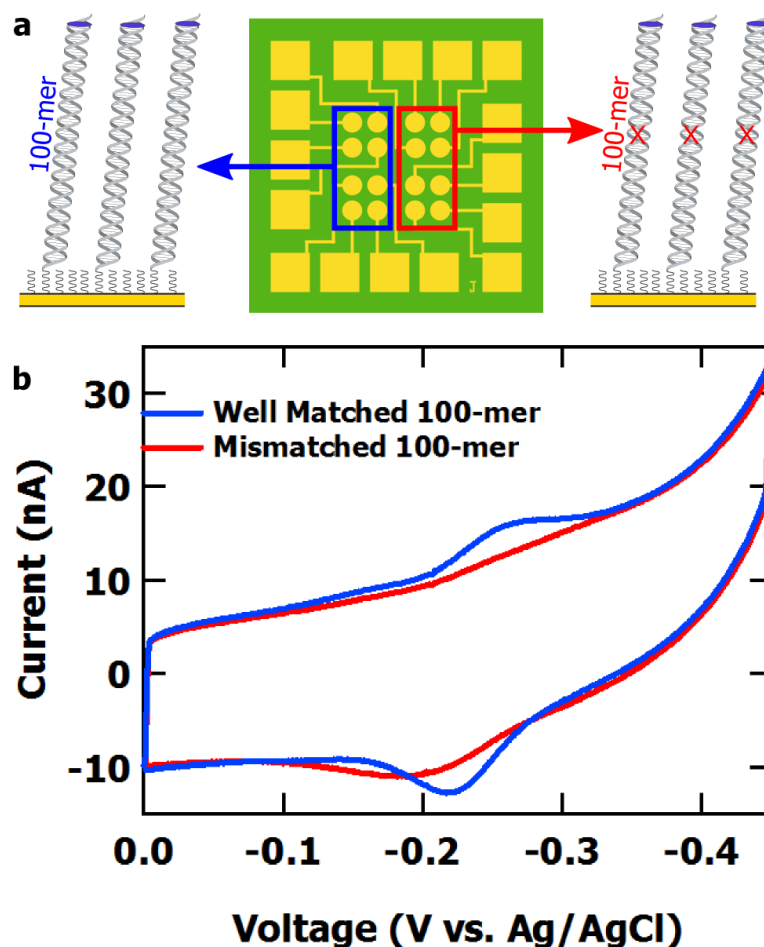 a
100-mer
100-mer
X X X
J
b
Well Matched 100-mer
Mismatched 100-mer
Current (nA)
30
20
10
0
-10
0.0 -0.1 -0.2 -0.3 -0.4
Voltage (V vs. Ag/AgCl)